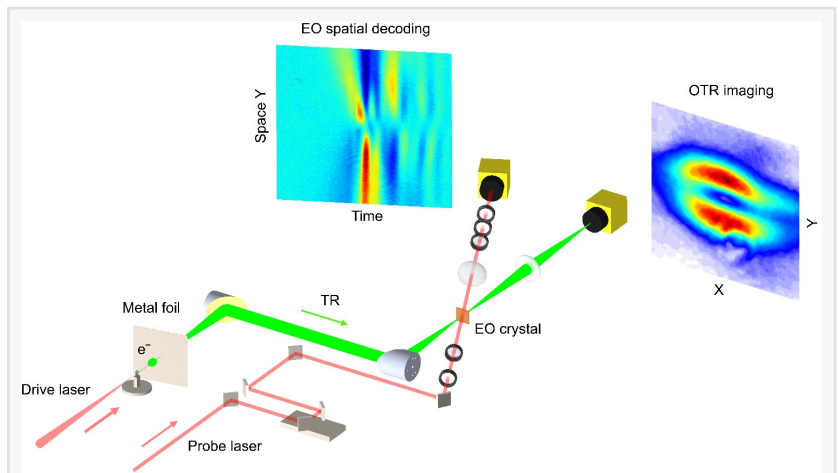 EO spatial decoding
Space Y
Time
OTR imaging
Y
X
Metal foil
TR
e⁻
EO crystal
Drive laser
Probe laser